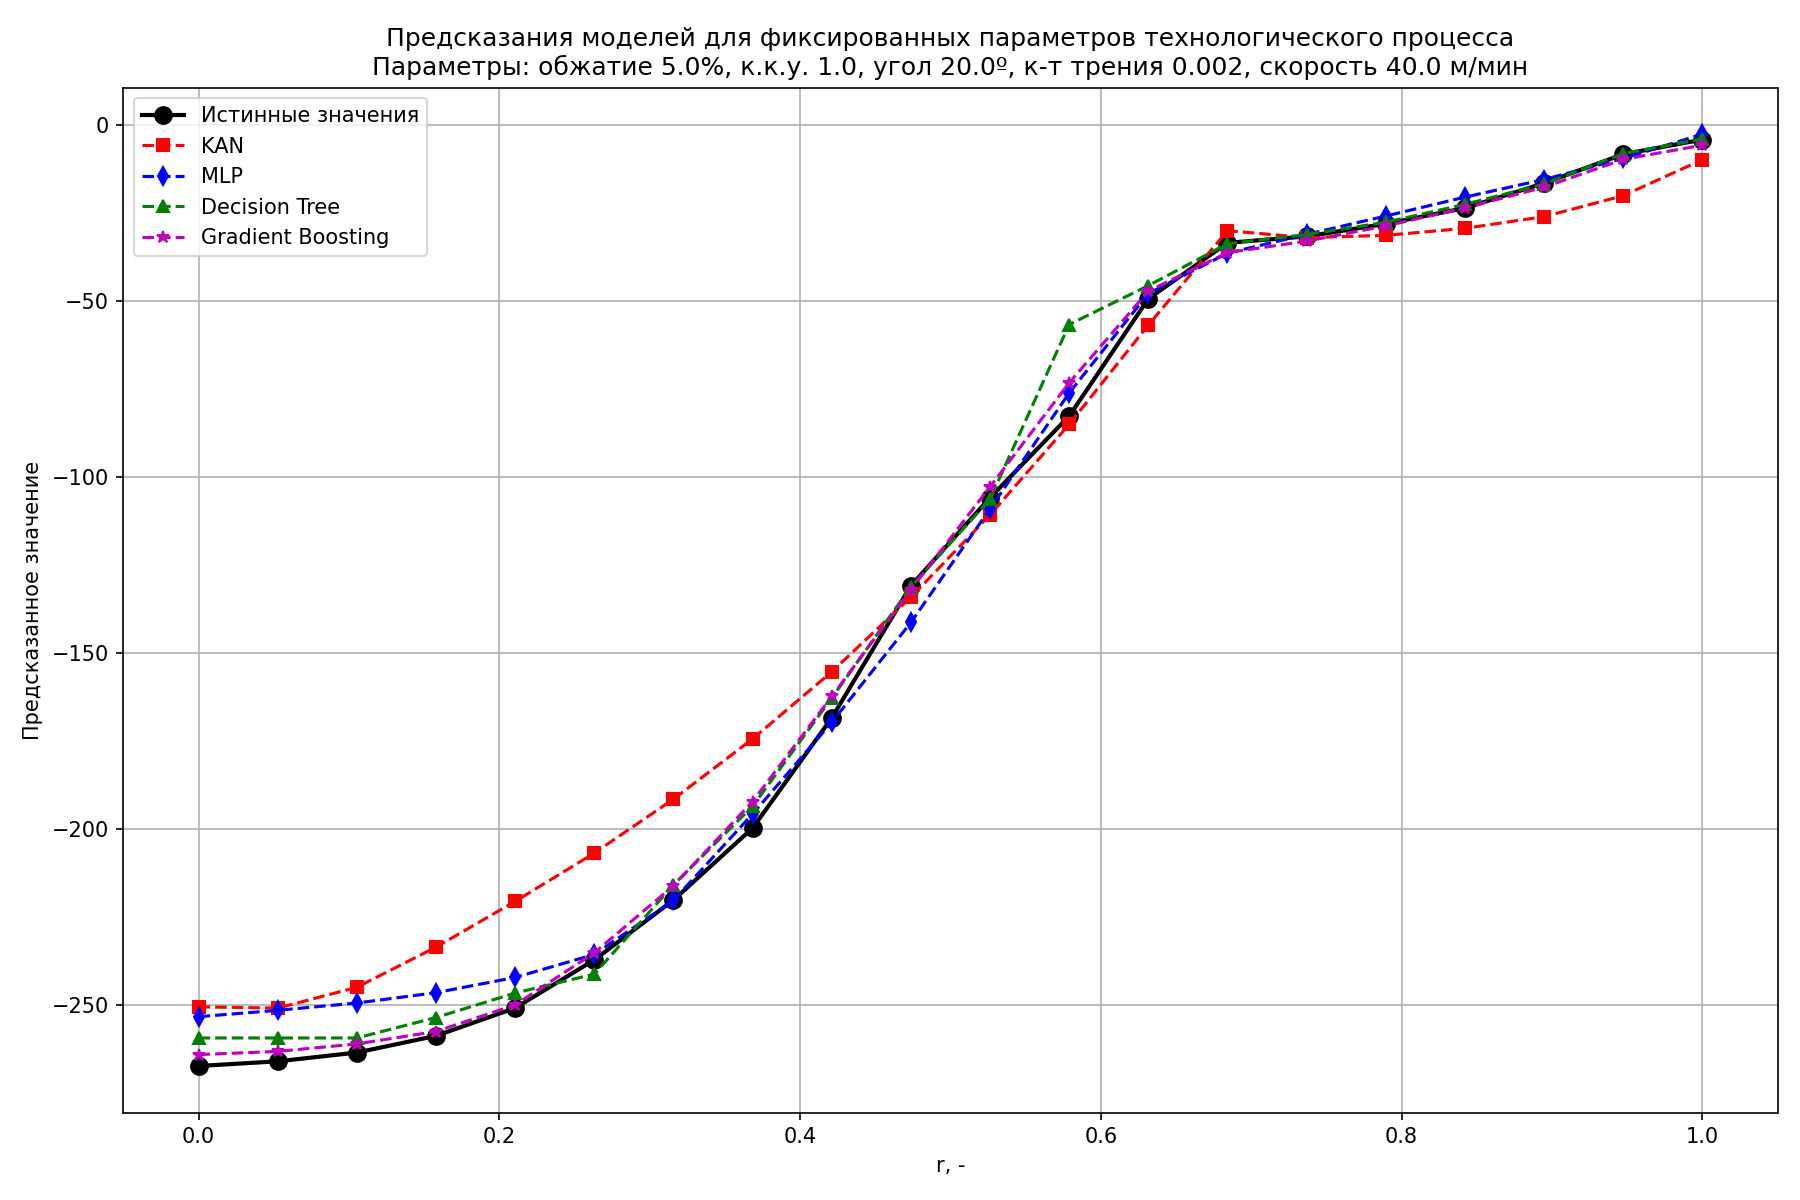 Предсказания моделей для фиксированных параметров технологического процесса
Параметры: обжатие 5.0%, к.к.у. 1.0, угол 20.0º, к-т трения 0.002, скорость 40.0 м/мин
Истинные значения
KAN
MLP
Decision Tree
Gradient Boosting
Предсказанное значение
0
−50
−100
−150
−200
−250
0.0 0.2 0.4 0.6 0.8 1.0
r, -